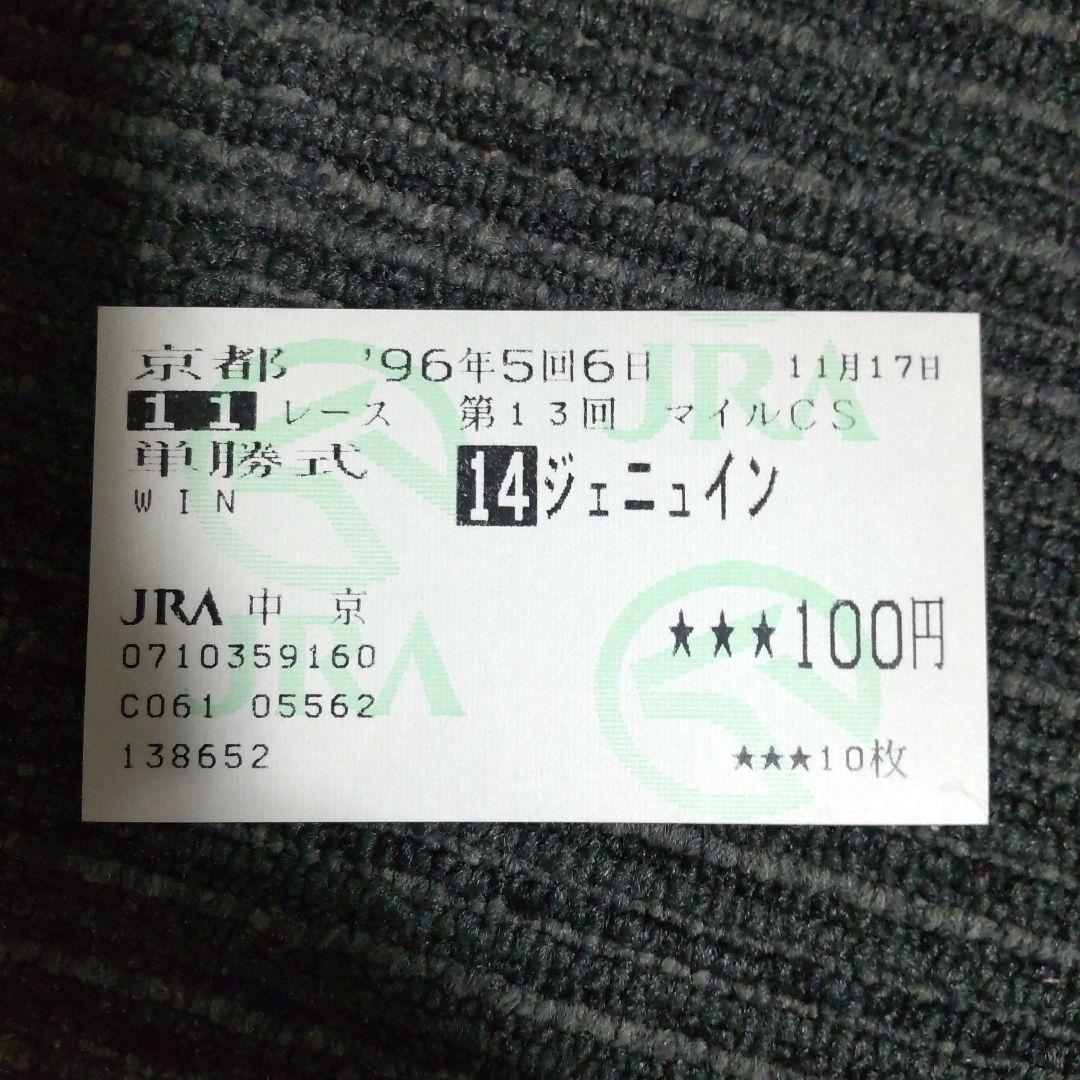 京都 '96年5回6日 11月17日
11 レース 第13回 マイルCS
単勝式 14 ジェニュイン
WIN
JRA 中 京 ★★★100円
0710359160
C061 05562
138652 ★★★10枚